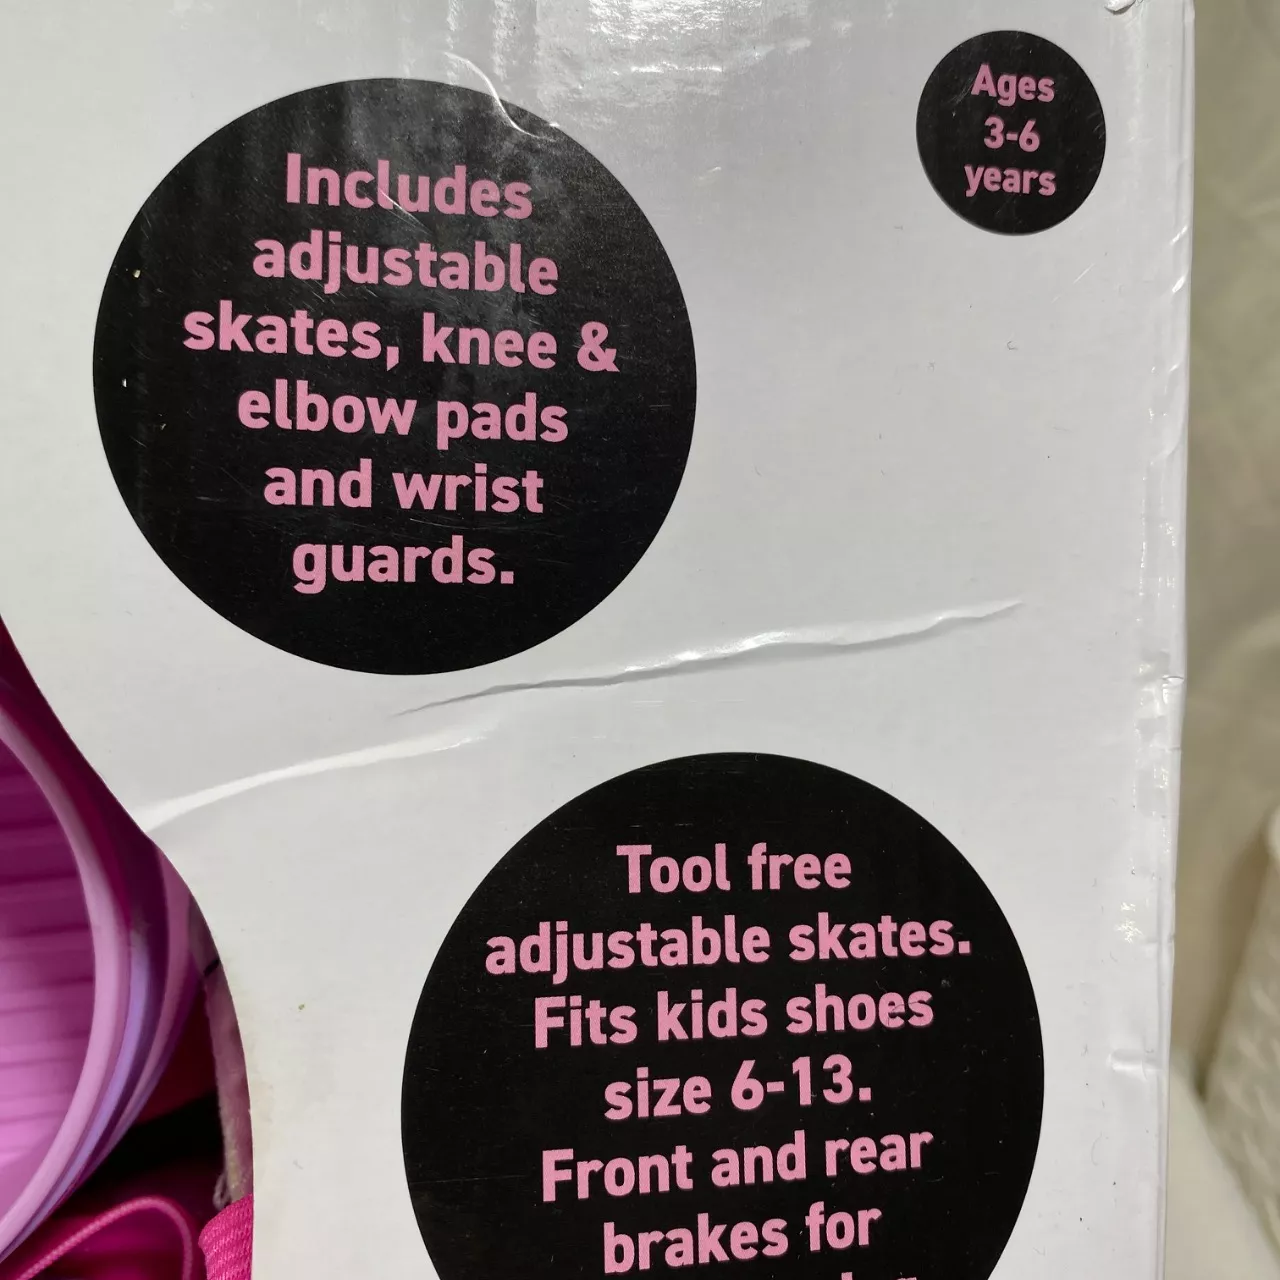 Ages
3-6
years
Includes
adjustable
skates, knee &
elbow pads
and wrist
guards.
Tool free
adjustable skates.
Fits kids shoes
size 6-13.
Front and rear
brakes for